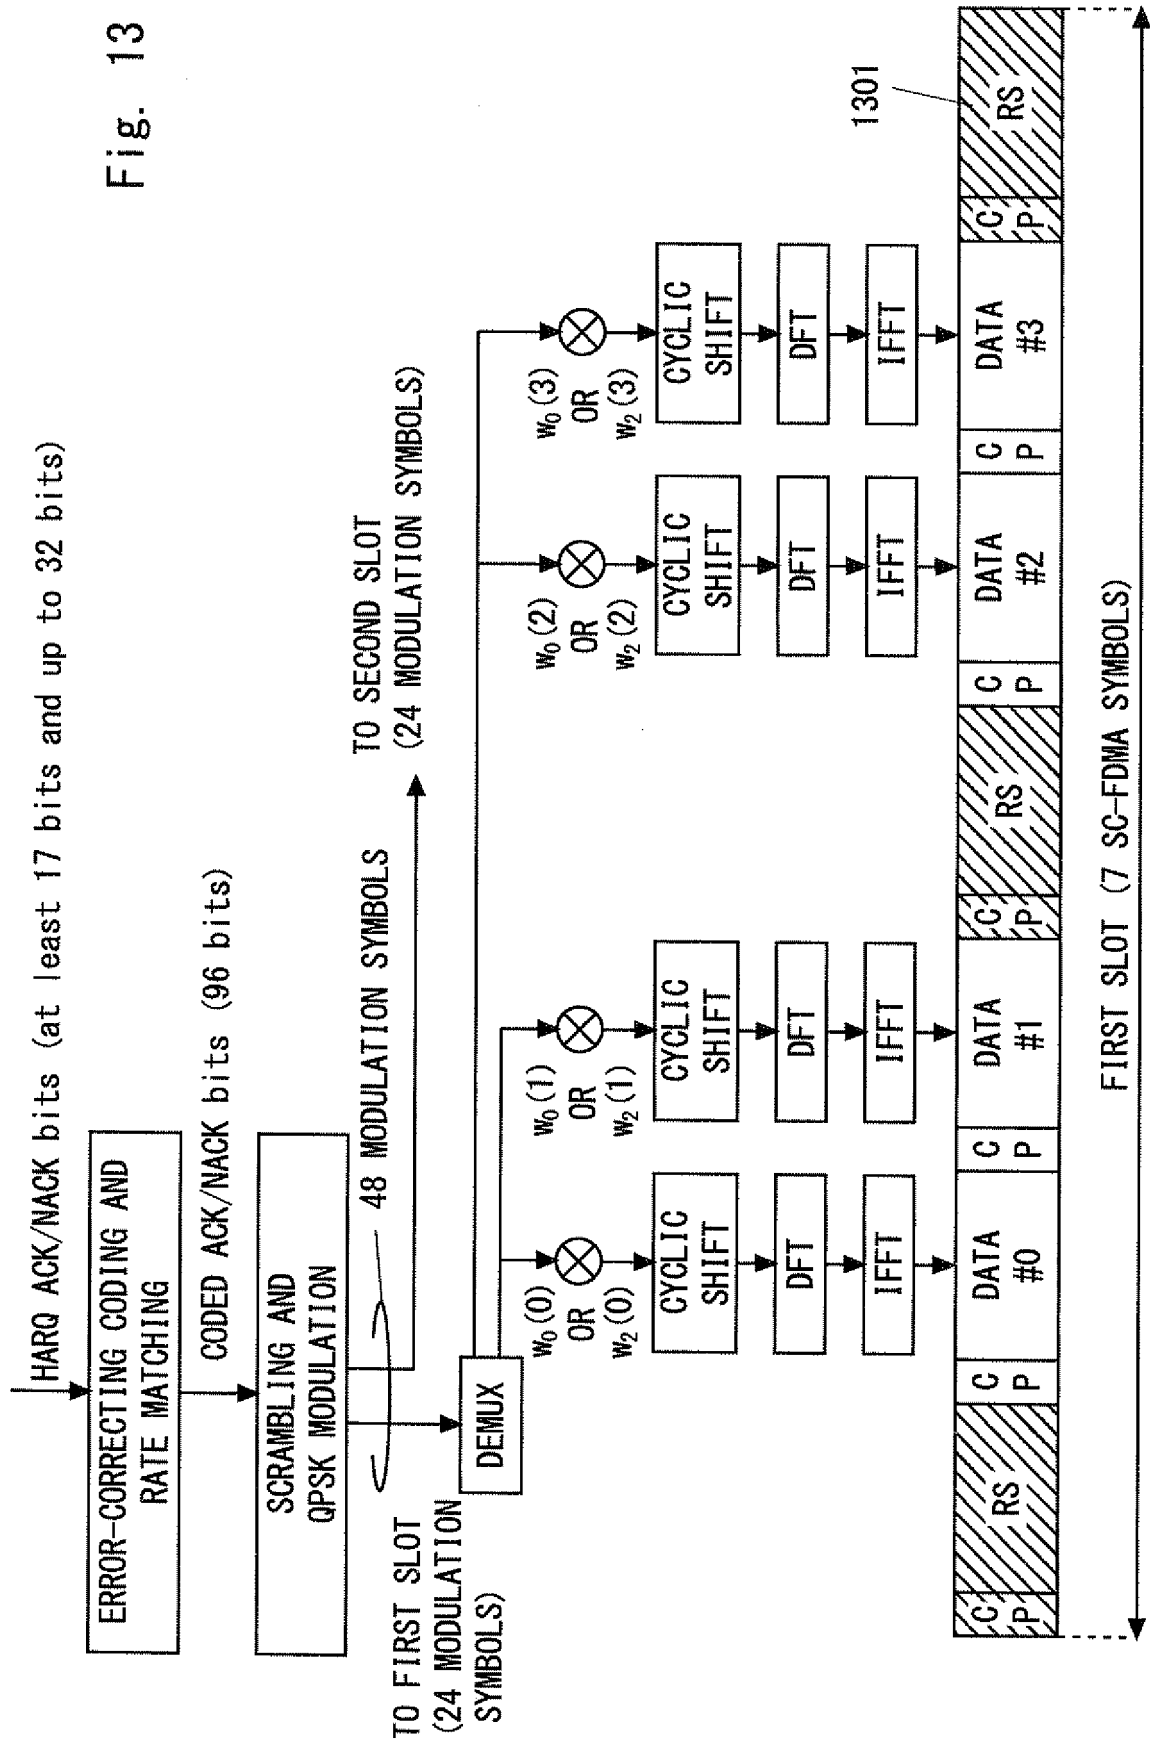 Fig. 13
HARQ ACK/NACK bits (at least 17 bits and up to 32 bits)
ERROR-CORRECTING CODING AND
RATE MATCHING
CODED ACK/NACK bits (96 bits)
SCRAMBLING AND
QPSK MODULATION
48 MODULATION SYMBOLS
TO FIRST SLOT
(24 MODULATION
SYMBOLS)
TO SECOND SLOT
(24 MODULATION SYMBOLS)
DEMUX
w₀(0)
OR
w₂(0)
w₀(1)
OR
w₂(1)
w₀(2)
OR
w₂(2)
w₀(3)
OR
w₂(3)
CYCLIC
SHIFT
CYCLIC
SHIFT
CYCLIC
SHIFT
CYCLIC
SHIFT
DFT
DFT
DFT
DFT
IFFT
IFFT
IFFT
IFFT
1301
C
P
RS
C
P
DATA
#0
C
P
DATA
#1
C
P
RS
C
P
DATA
#2
C
P
DATA
#3
C
P
RS
FIRST SLOT (7 SC-FDMA SYMBOLS)